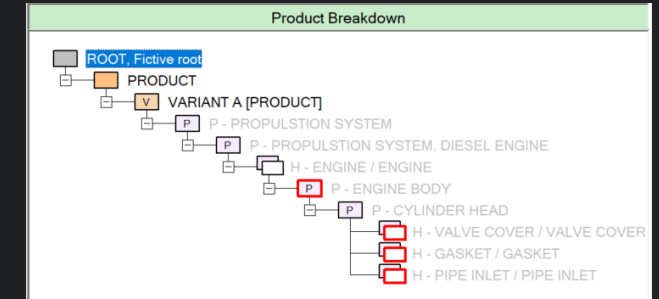 Product Breakdown
ROOT, Fictive root
PRODUCT
V VARIANT A [PRODUCT]
P P - PROPULSTION SYSTEM
P P - PROPULSTION SYSTEM, DIESEL ENGINE
H - ENGINE / ENGINE
P P - ENGINE BODY
P P - CYLINDER HEAD
H - VALVE COVER / VALVE COVER
H - GASKET / GASKET
H - PIPE INLET / PIPE INLET